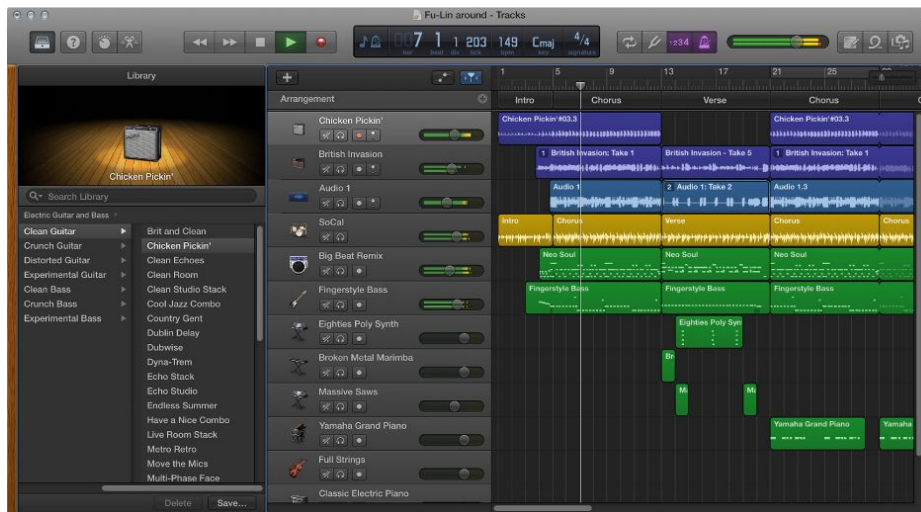 Fu-Lin around - Tracks
007 1 1 203 149 Cmaj 4/4
bar beat div tick bpm key signature
1234
Library
Chicken Pickin'
Search Library
Electric Guitar and Bass
Clean Guitar
Crunch Guitar
Distorted Guitar
Experimental Guitar
Clean Bass
Crunch Bass
Experimental Bass
Brit and Clean
Chicken Pickin'
Clean Echoes
Clean Room
Clean Studio Stack
Cool Jazz Combo
Country Gent
Dublin Delay
Dubwise
Dyna-Trem
Echo Stack
Echo Studio
Endless Summer
Have a Nice Combo
Live Room Stack
Metro Retro
Move the Mics
Multi-Phase Face
Delete Save...
1 5 9 13 17 21 25
Arrangement
Intro Chorus Verse Chorus
Chicken Pickin'
Chicken Pickin'#03.3 Chicken Pickin'#03.3
British Invasion
1 British Invasion: Take 1 British Invasion - Take 5 1 British Invasion: Take 1
Audio 1
Audio 1 2 Audio 1: Take 2 Audio 1.3
SoCal
Intro Chorus Verse Chorus Chorus
Big Beat Remix
Neo Soul Neo Soul Neo Soul
Fingerstyle Bass
Fingerstyle Bass Fingerstyle Bass Fingerstyle Bass
Eighties Poly Synth
Eighties Poly Syn
Broken Metal Marimba
Br
Massive Saws
Ma Ma
Yamaha Grand Piano
Yamaha Grand Piano Yamaha
Full Strings
Classic Electric Piano